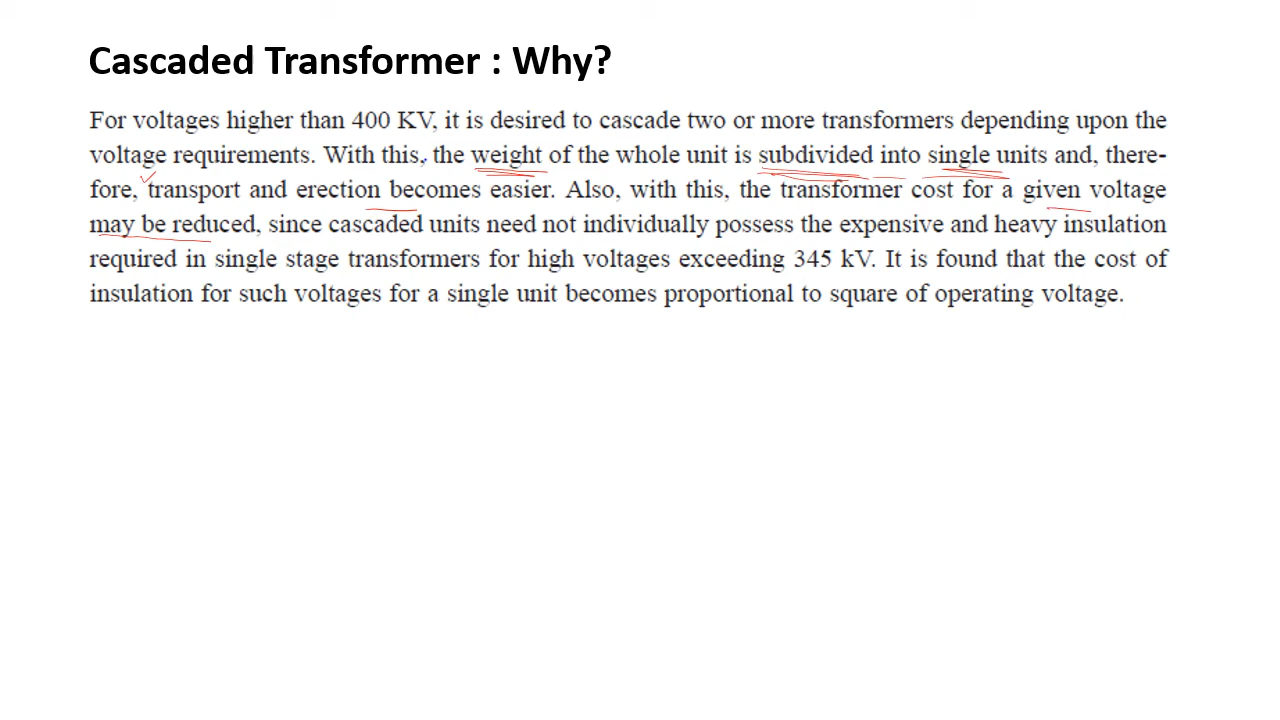 Cascaded Transformer : Why?
For voltages higher than 400 KV, it is desired to cascade two or more transformers depending upon the
voltage requirements. With this, the weight of the whole unit is subdivided into single units and, there-
fore, transport and erection becomes easier. Also, with this, the transformer cost for a given voltage
may be reduced, since cascaded units need not individually possess the expensive and heavy insulation
required in single stage transformers for high voltages exceeding 345 kV. It is found that the cost of
insulation for such voltages for a single unit becomes proportional to square of operating voltage.